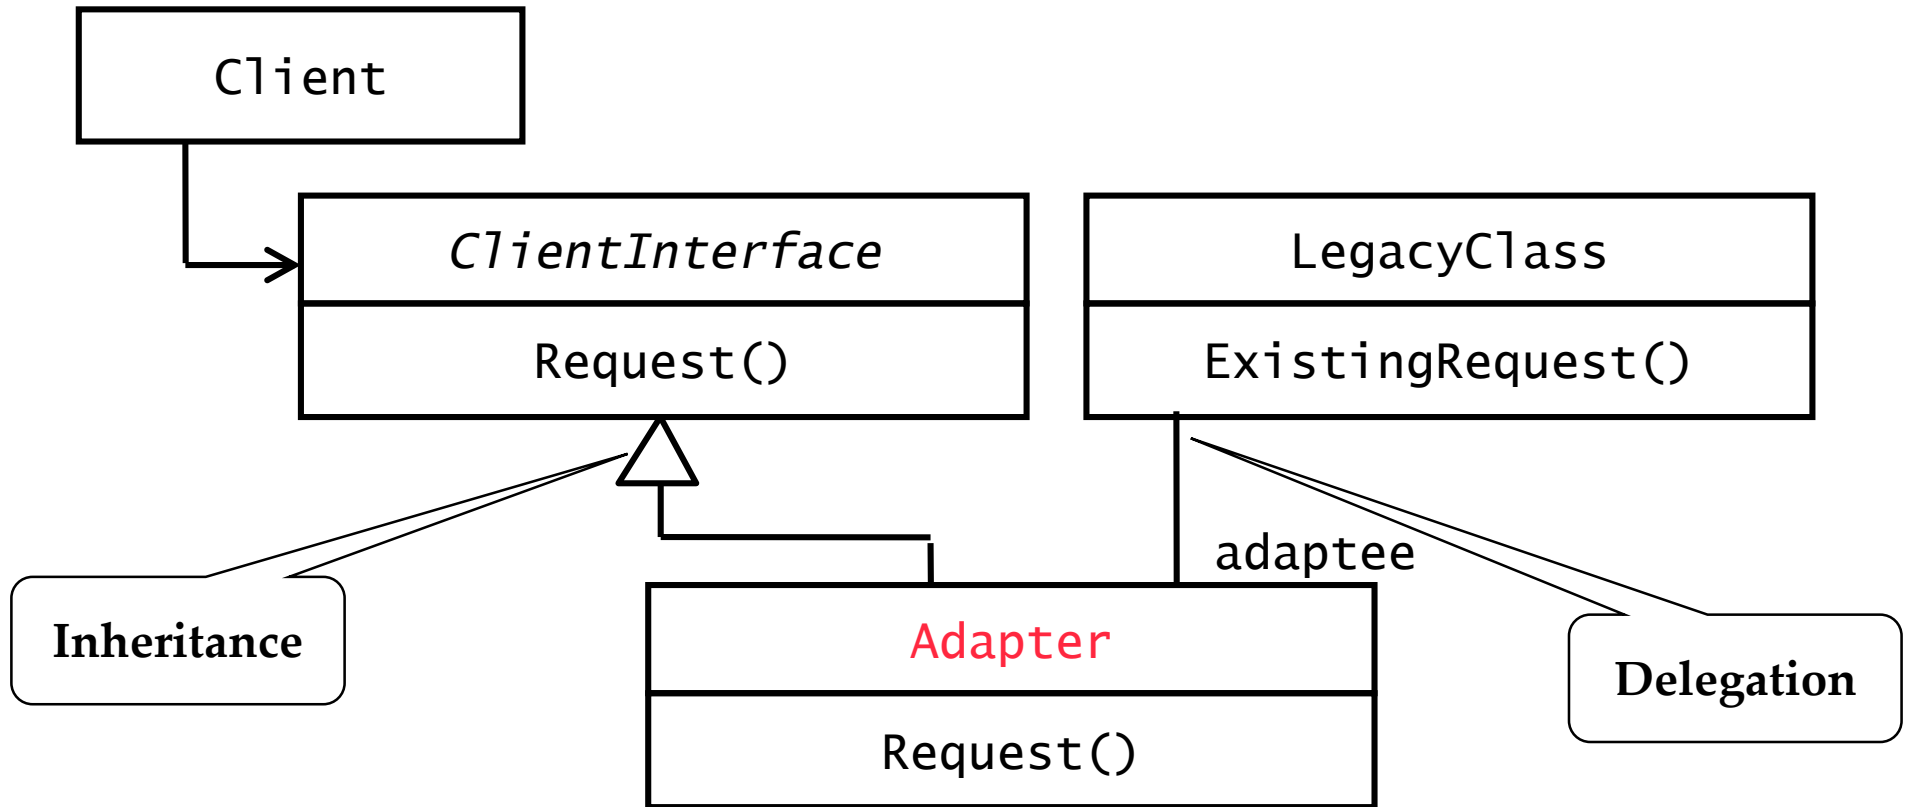 Client
ClientInterface
LegacyClass
Request()
ExistingRequest()
adaptee
Inheritance
Adapter
Delegation
Request()